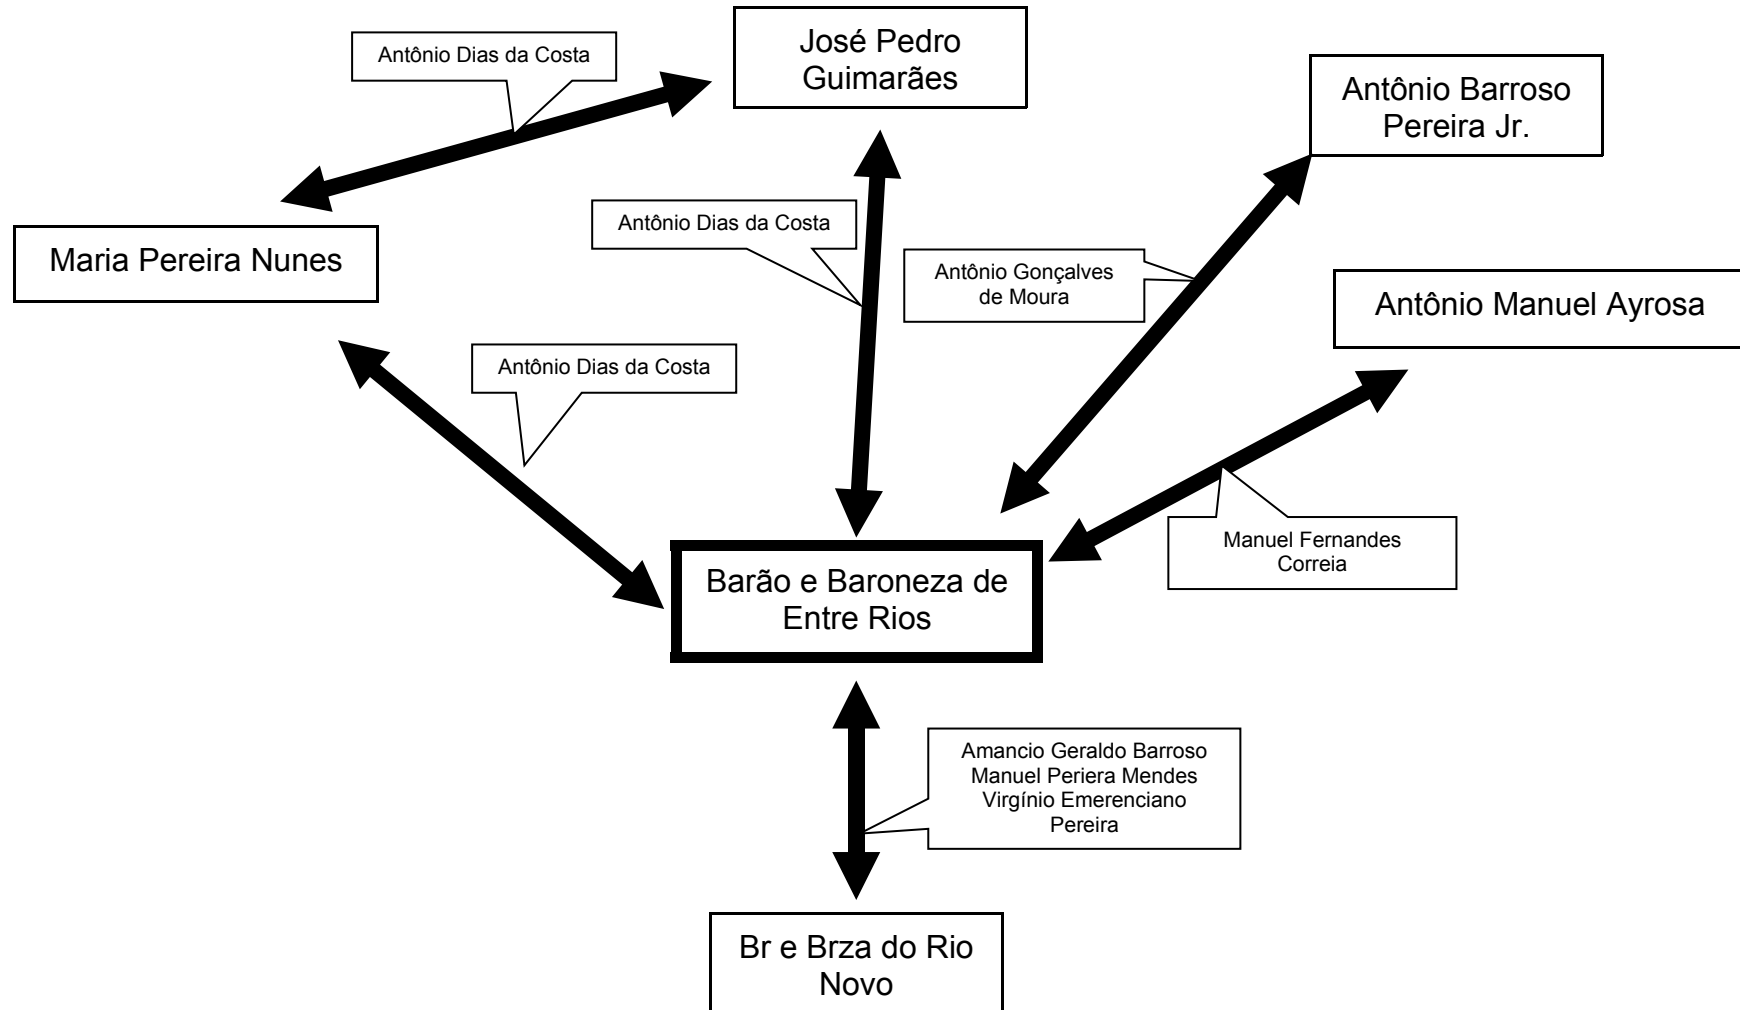 José Pedro
Guimarães
Antônio Dias da Costa
Antônio Barroso
Pereira Jr.
Antônio Dias da Costa
Maria Pereira Nunes
Antônio Gonçalves
de Moura
Antônio Manuel Ayrosa
Antônio Dias da Costa
Manuel Fernandes
Correia
Barão e Baroneza de
Entre Rios
Amancio Geraldo Barroso
Manuel Periera Mendes
Virgínio Emerenciano
Pereira
Br e Brza do Rio
Novo